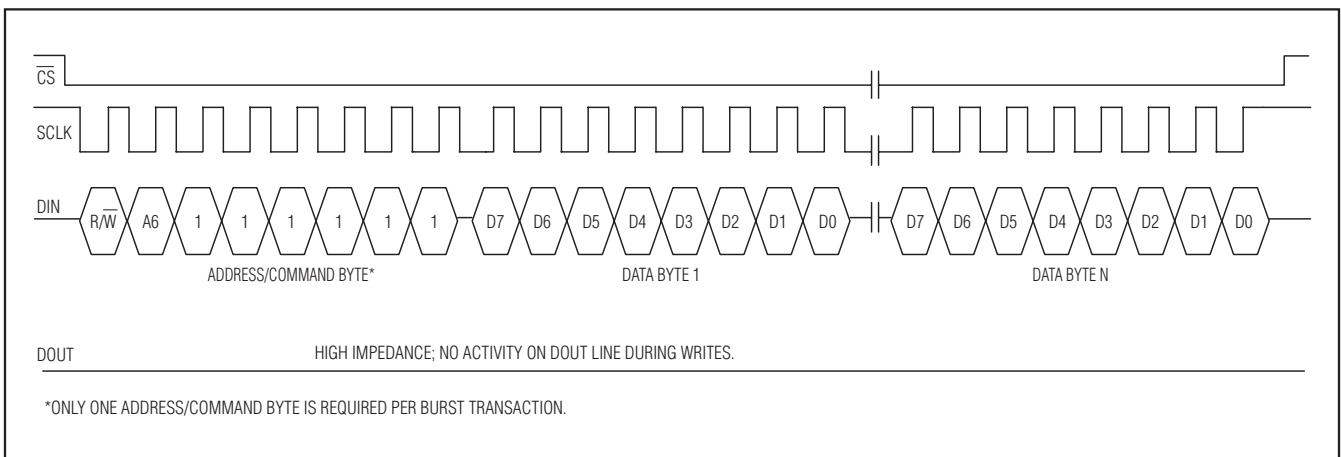 C̅S̅
SCLK
DIN
R/W̅ A6 1 1 1 1 1 1 D7 D6 D5 D4 D3 D2 D1 D0 D7 D6 D5 D4 D3 D2 D1 D0
ADDRESS/COMMAND BYTE* DATA BYTE 1 DATA BYTE N
DOUT HIGH IMPEDANCE; NO ACTIVITY ON DOUT LINE DURING WRITES.
*ONLY ONE ADDRESS/COMMAND BYTE IS REQUIRED PER BURST TRANSACTION.